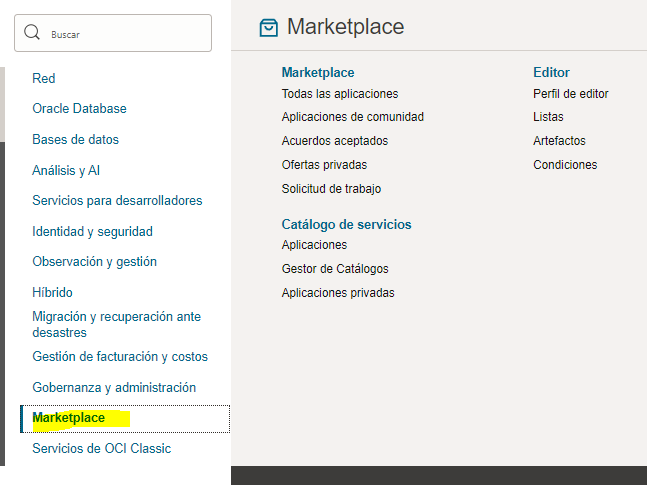 Buscar
Red
Oracle Database
Bases de datos
Análisis y AI
Servicios para desarrolladores
Identidad y seguridad
Observación y gestión
Híbrido
Migración y recuperación ante
desastres
Gestión de facturación y costos
Gobernanza y administración
Marketplace
Servicios de OCI Classic
Marketplace
Marketplace
Todas las aplicaciones
Aplicaciones de comunidad
Acuerdos aceptados
Ofertas privadas
Solicitud de trabajo
Catálogo de servicios
Aplicaciones
Gestor de Catálogos
Aplicaciones privadas
Editor
Perfil de editor
Listas
Artefactos
Condiciones